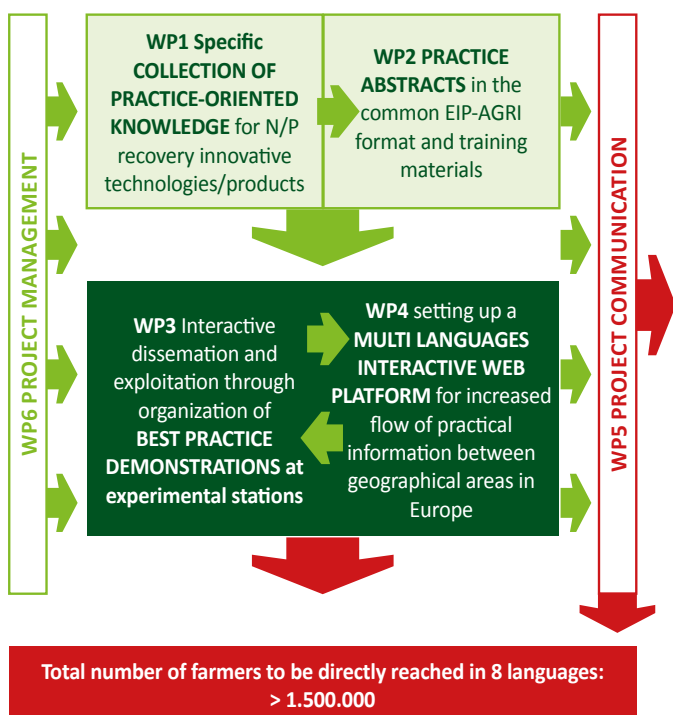 WP6 PROJECT MANAGEMENT
WP1 Specific
COLLECTION OF
PRACTICE-ORIENTED
KNOWLEDGE for N/P
recovery innovative
technologies/products
WP2 PRACTICE
ABSTRACTS in the
common EIP-AGRI
format and training
materials
WP3 Interactive
dissemation and
exploitation through
organization of
BEST PRACTICE
DEMONSTRATIONS at
experimental stations
WP4 setting up a
MULTI LANGUAGES
INTERACTIVE WEB
PLATFORM for increased
flow of practical
information between
geographical areas in
Europe
WP5 PROJECT COMMUNICATION
Total number of farmers to be directly reached in 8 languages:
> 1.500.000